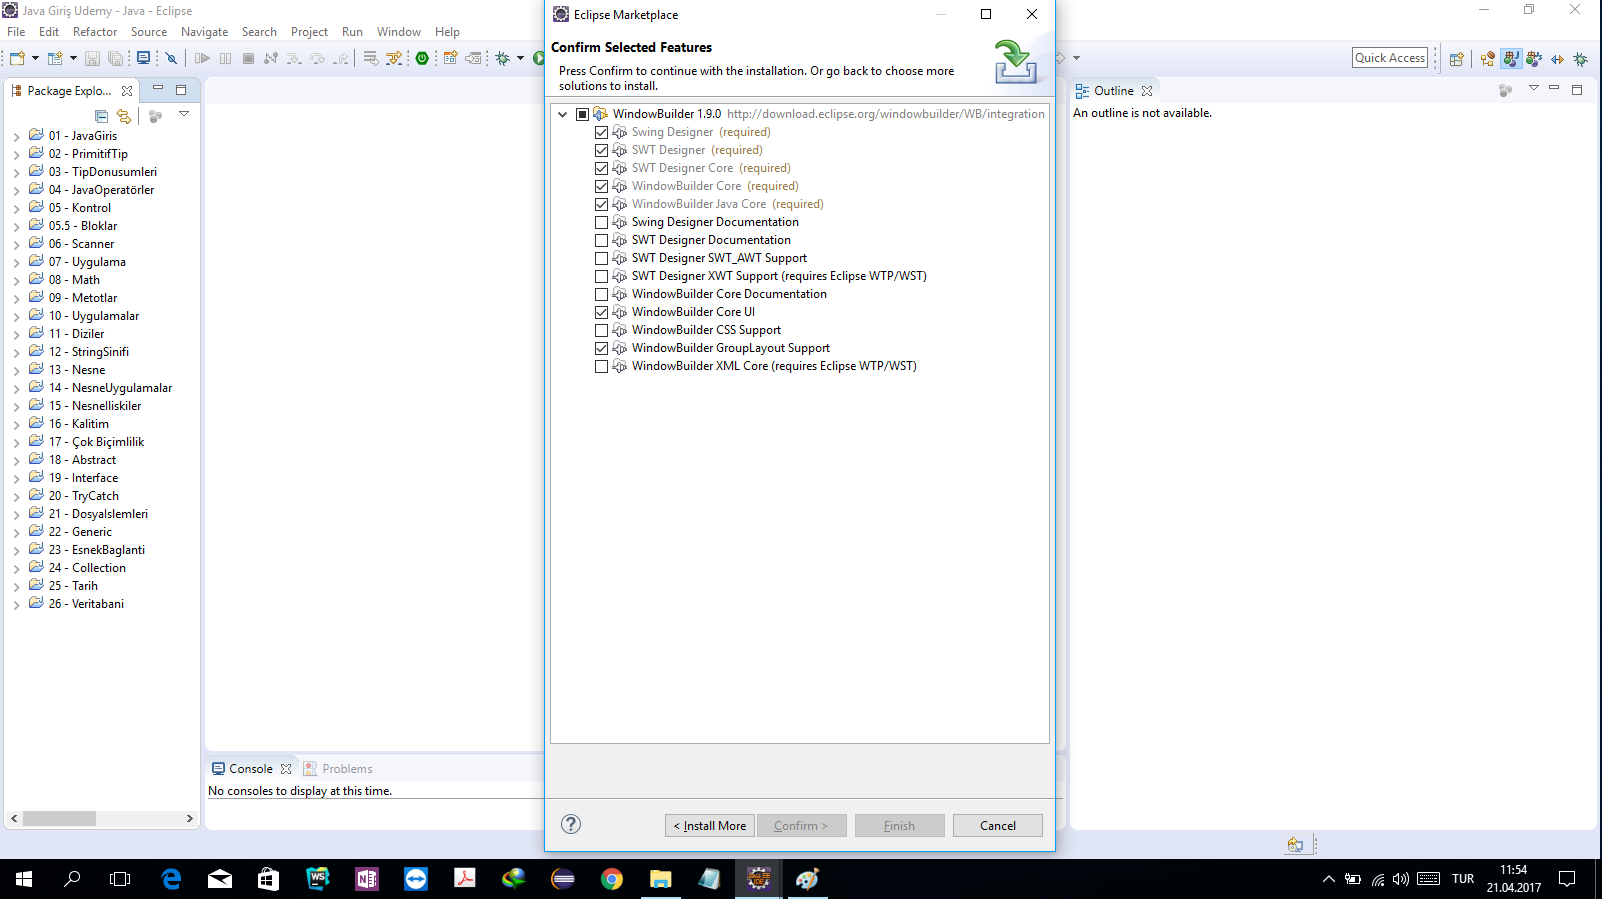 Java Giriş Udemy - Java - Eclipse
File Edit Refactor Source Navigate Search Project Run Window Help
Quick Access
Package Explo...
01 - JavaGiris
02 - PrimitifTip
03 - TipDonusumleri
04 - JavaOperatörler
05 - Kontrol
05.5 - Bloklar
06 - Scanner
07 - Uygulama
08 - Math
09 - Metotlar
10 - Uygulamalar
11 - Diziler
12 - StringSinifi
13 - Nesne
14 - NesneUygulamalar
15 - NesneIliskiler
16 - Kalitim
17 - Çok Biçimlilik
18 - Abstract
19 - Interface
20 - TryCatch
21 - DosyaIslemleri
22 - Generic
23 - EsnekBaglanti
24 - Collection
25 - Tarih
26 - Veritabani
Eclipse Marketplace
Confirm Selected Features
Press Confirm to continue with the installation. Or go back to choose more
solutions to install.
WindowBuilder 1.9.0 http://download.eclipse.org/windowbuilder/WB/integration
Swing Designer (required)
SWT Designer (required)
SWT Designer Core (required)
WindowBuilder Core (required)
WindowBuilder Java Core (required)
Swing Designer Documentation
SWT Designer Documentation
SWT Designer SWT_AWT Support
SWT Designer XWT Support (requires Eclipse WTP/WST)
WindowBuilder Core Documentation
WindowBuilder Core UI
WindowBuilder CSS Support
WindowBuilder GroupLayout Support
WindowBuilder XML Core (requires Eclipse WTP/WST)
< Install More Confirm > Finish Cancel
Outline
An outline is not available.
Console Problems
No consoles to display at this time.
TUR
11:54
21.04.2017